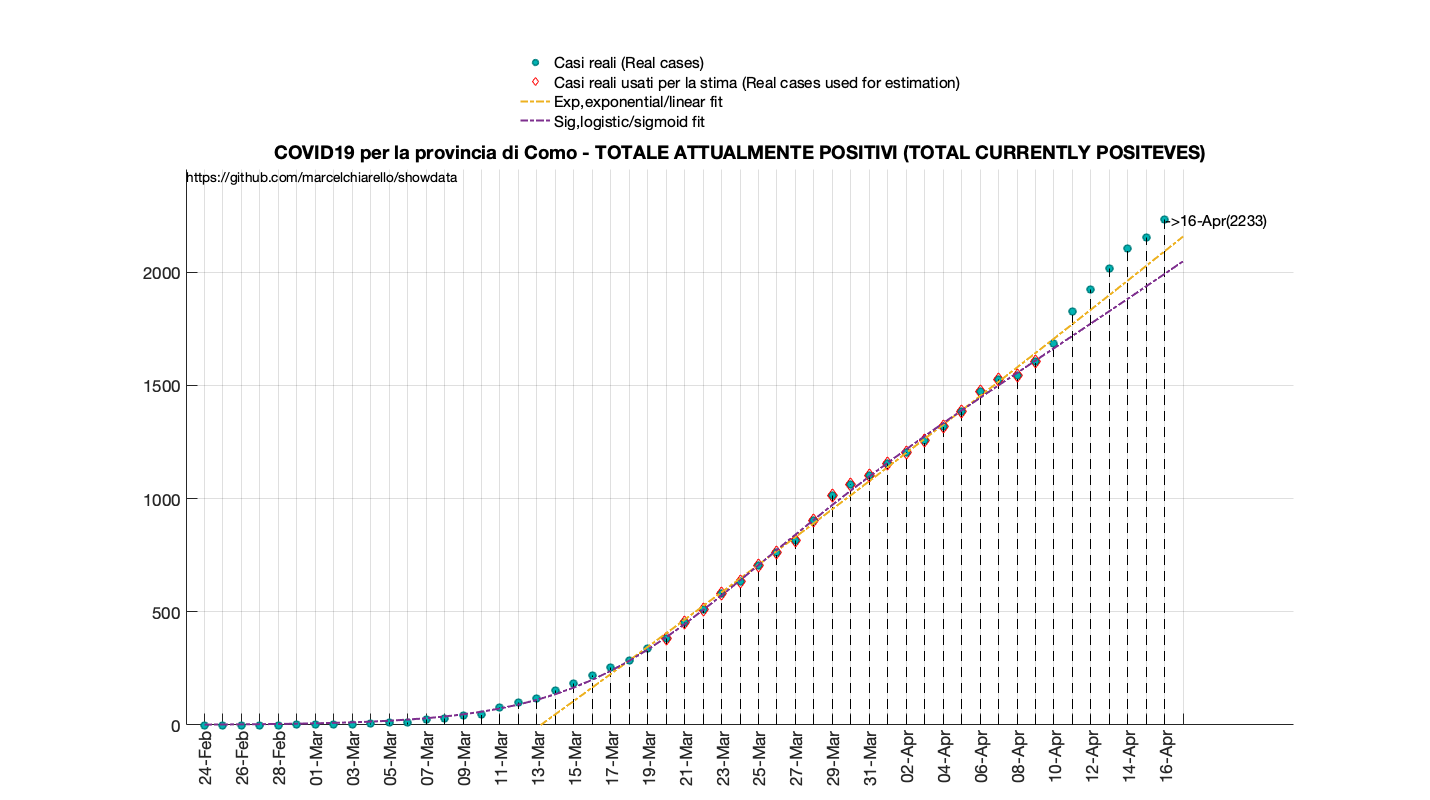 Casi reali (Real cases)
Casi reali usati per la stima (Real cases used for estimation)
Exp,exponential/linear fit
Sig,logistic/sigmoid fit
COVID19 per la provincia di Como - TOTALE ATTUALMENTE POSITIVI (TOTAL CURRENTLY POSITEVES)
https://github.com/marcelchiarello/showdata
->16-Apr(2233)
2000
1500
1000
500
0
24-Feb
26-Feb
28-Feb
01-Mar
03-Mar
05-Mar
07-Mar
09-Mar
11-Mar
13-Mar
15-Mar
17-Mar
19-Mar
21-Mar
23-Mar
25-Mar
27-Mar
29-Mar
31-Mar
02-Apr
04-Apr
06-Apr
08-Apr
10-Apr
12-Apr
14-Apr
16-Apr